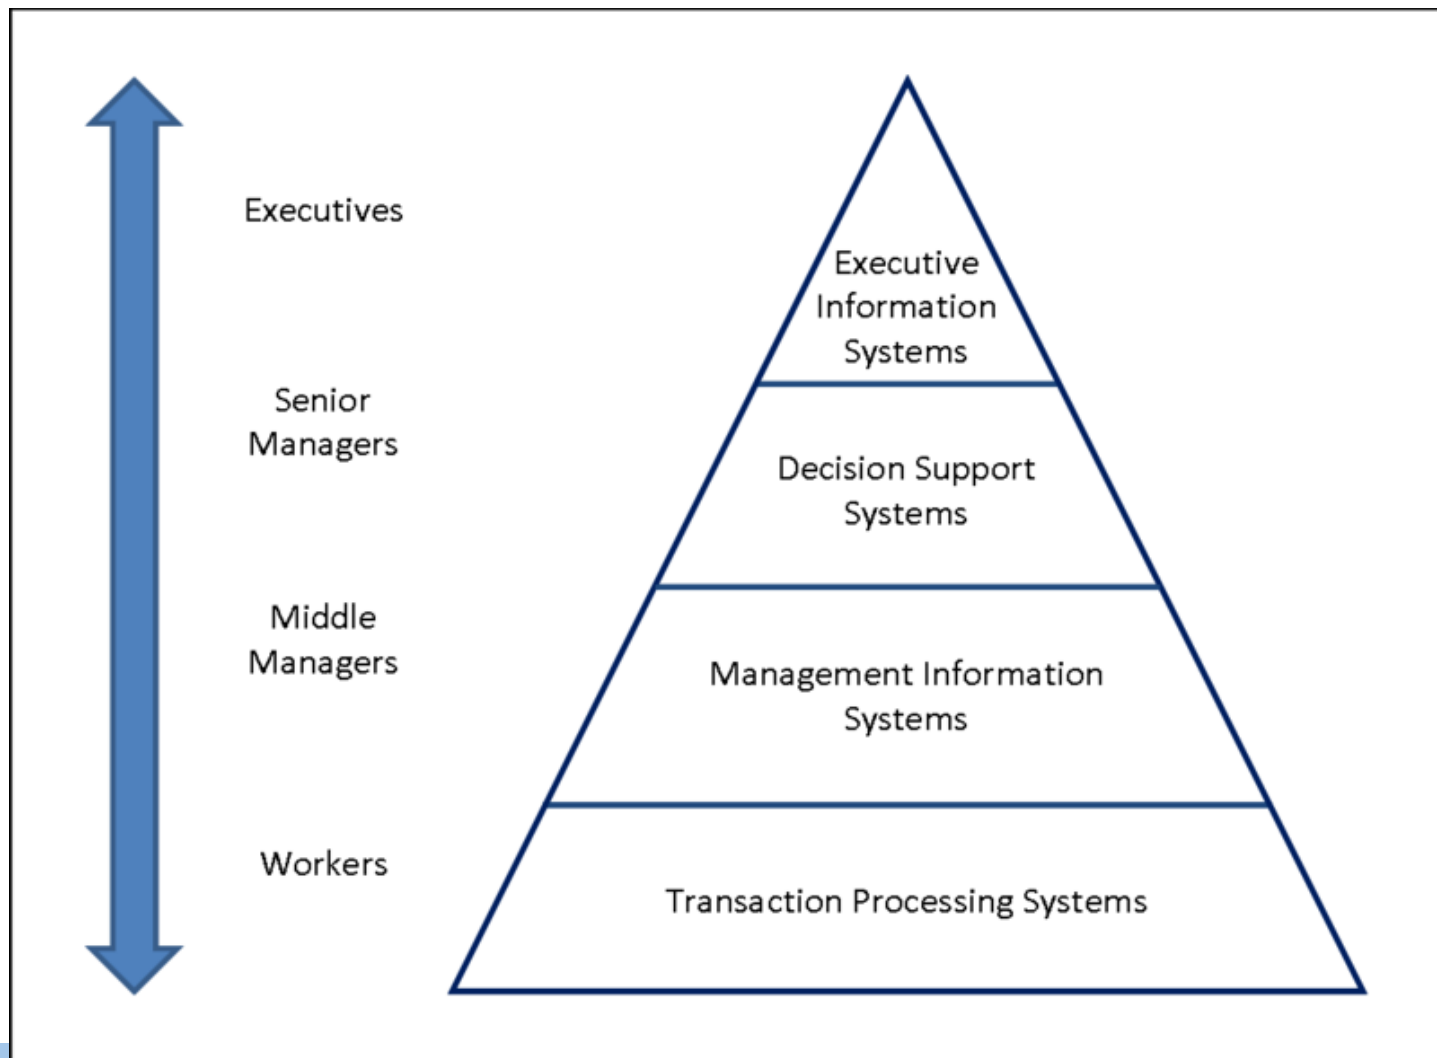 Executives
Executive
Information
Systems
Senior
Managers
Decision Support
Systems
Middle
Managers
Management Information
Systems
Workers
Transaction Processing Systems